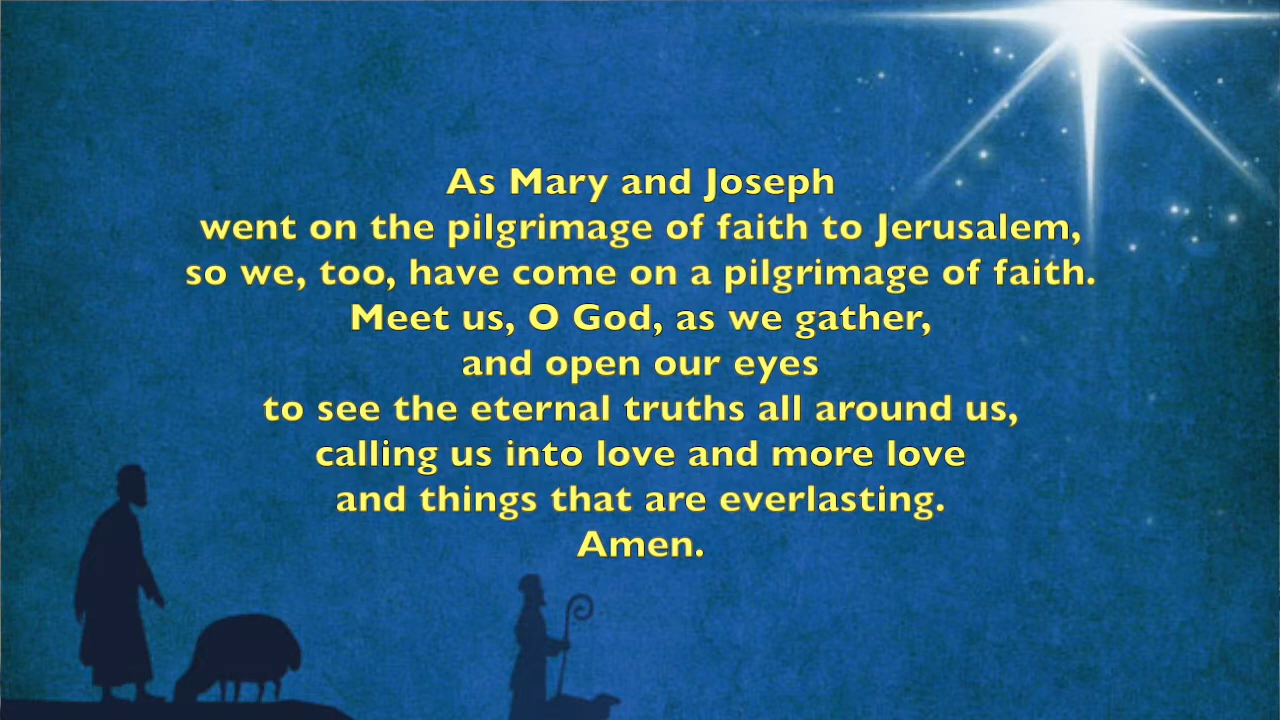 As Mary and Joseph
went on the pilgrimage of faith to Jerusalem,
so we, too, have come on a pilgrimage of faith.
Meet us, O God, as we gather,
and open our eyes
to see the eternal truths all around us,
calling us into love and more love
and things that are everlasting.
Amen.